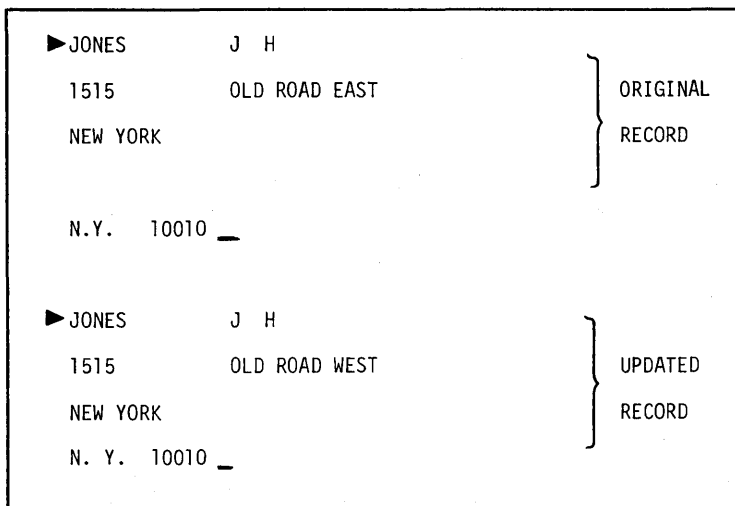 ►JONES J H
1515 OLD ROAD EAST ORIGINAL
NEW YORK RECORD
N.Y. 10010 _
►JONES J H
1515 OLD ROAD WEST UPDATED
NEW YORK RECORD
N. Y. 10010 _